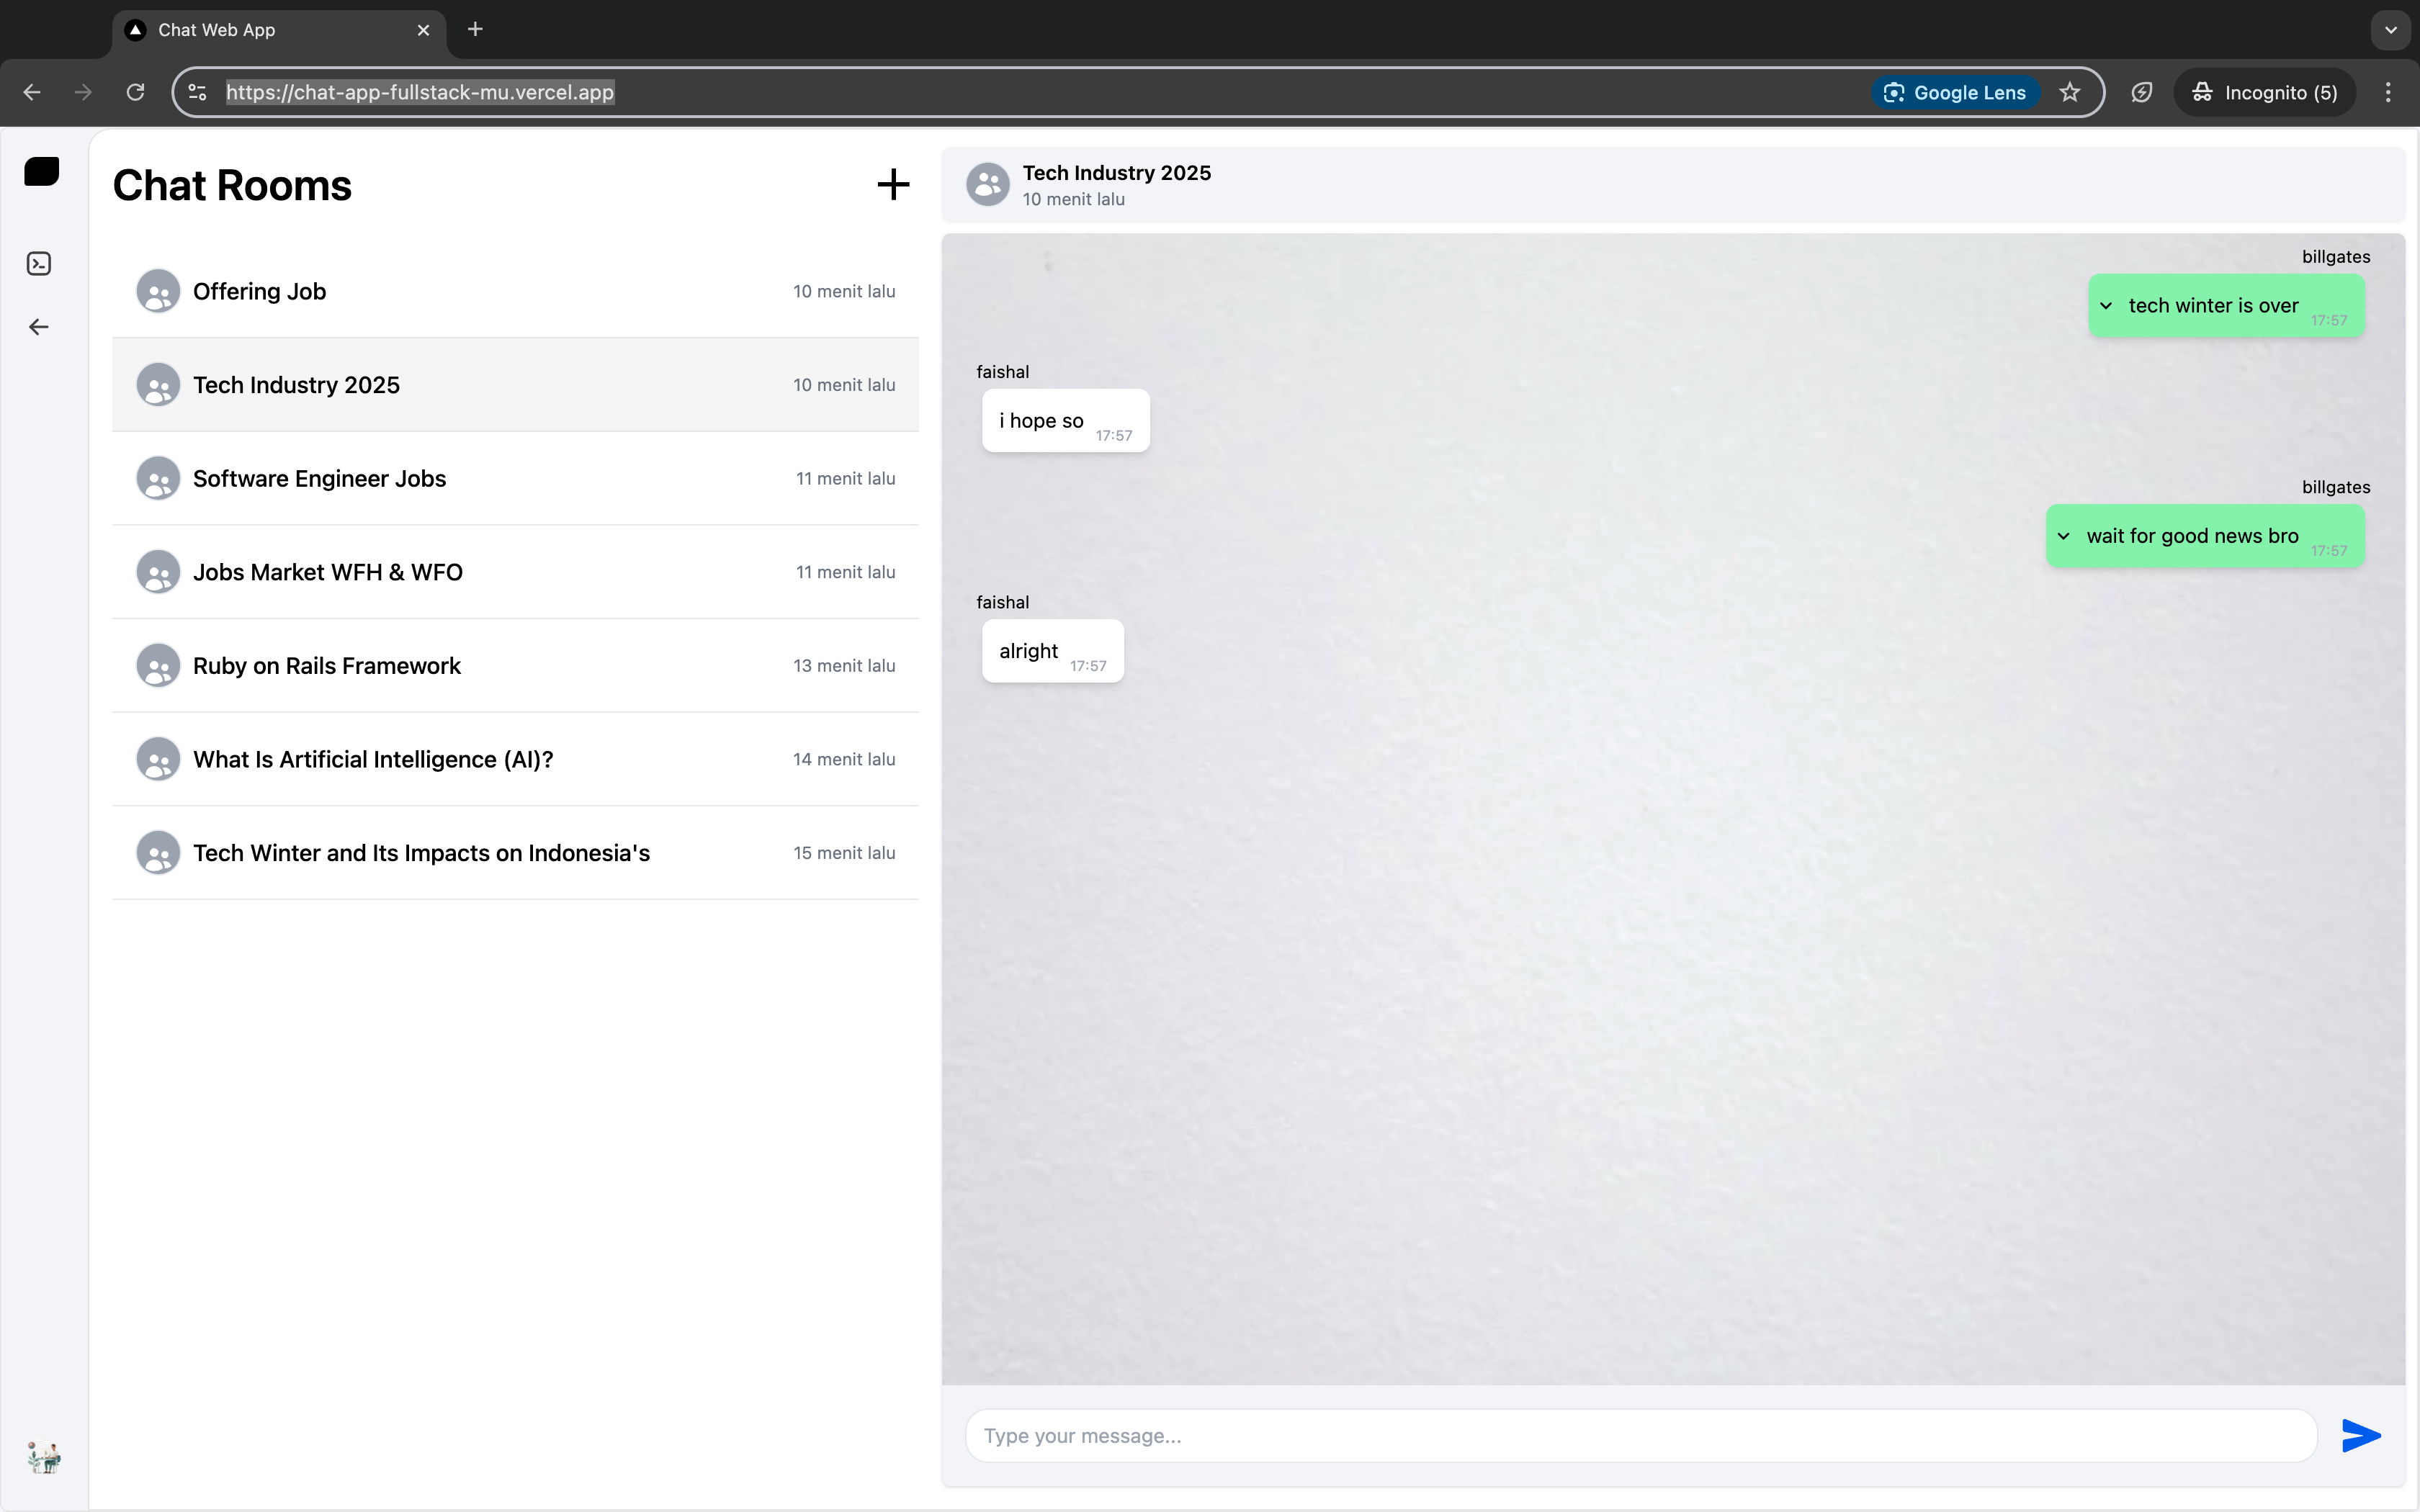 Chat Web App
https://chat-app-fullstack-mu.vercel.app
Google Lens
Incognito (5)
Chat Rooms
Offering Job 10 menit lalu
Tech Industry 2025 10 menit lalu
Software Engineer Jobs 11 menit lalu
Jobs Market WFH & WFO 11 menit lalu
Ruby on Rails Framework 13 menit lalu
What Is Artificial Intelligence (AI)? 14 menit lalu
Tech Winter and Its Impacts on Indonesia's 15 menit lalu
Tech Industry 2025
10 menit lalu
billgates
tech winter is over 17:57
faishal
i hope so 17:57
billgates
wait for good news bro 17:57
faishal
alright 17:57
Type your message...